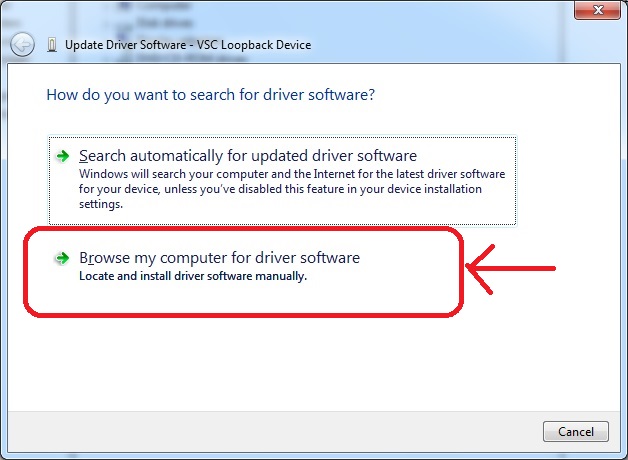 Computer
Update Driver Software - VSC Loopback Device
How do you want to search for driver software?
Search automatically for updated driver software
Windows will search your computer and the Internet for the latest driver software
for your device, unless you've disabled this feature in your device installation
settings.
Browse my computer for driver software
Locate and install driver software manually.
Cancel